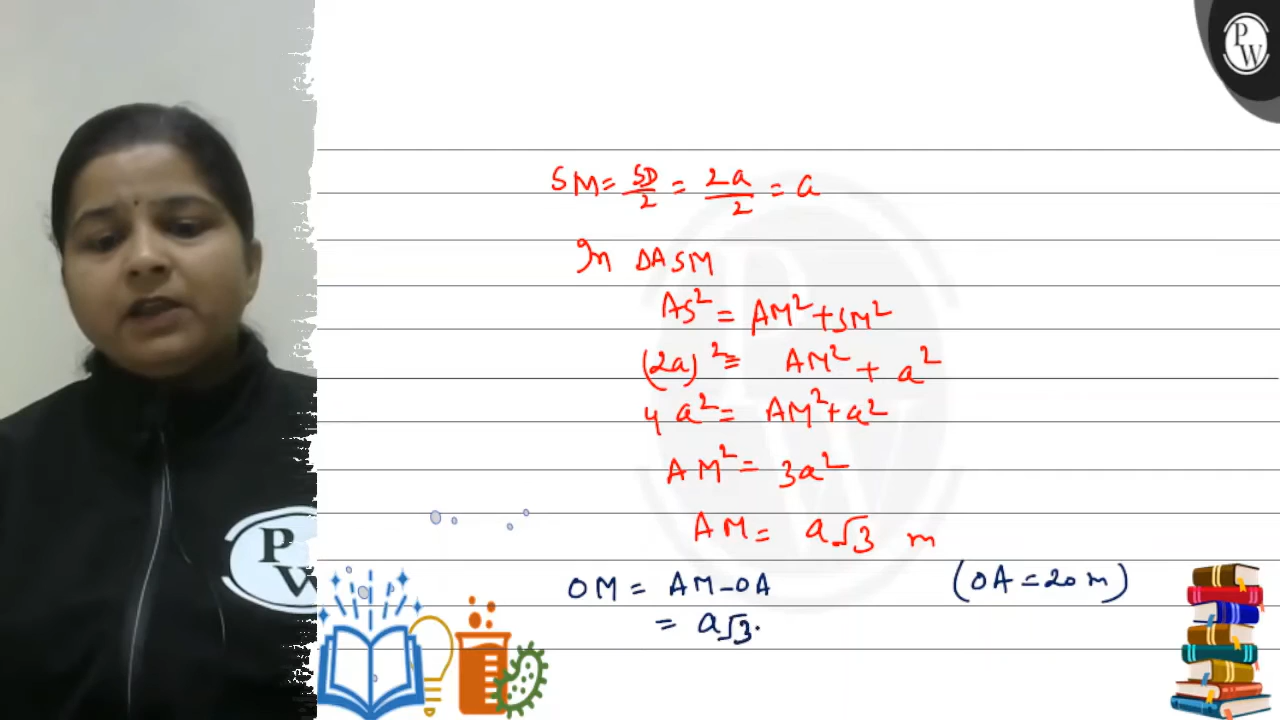 P
W
SM = SD/2 = 2a/2 = a
In ΔASM
AS² = AM² + SM²
(2a)² = AM² + a²
4a² = AM² + a²
AM² = 3a²
AM = a√3 m
OM = AM - OA (OA = 20 m)
= a√3.
P
W